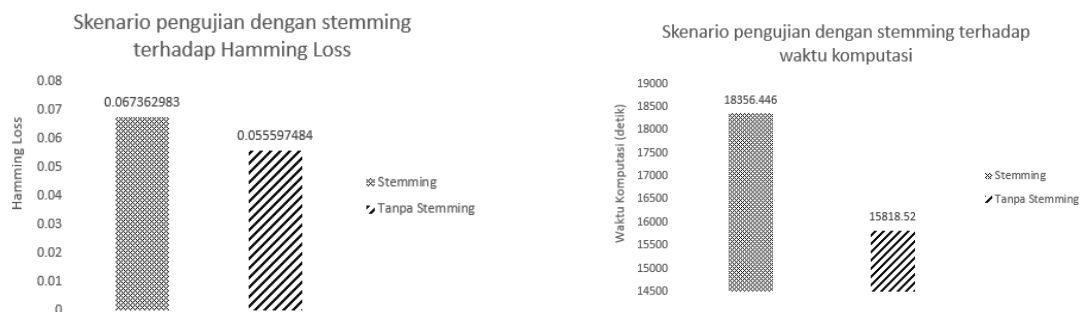 Skenario pengujian dengan stemming
terhadap Hamming Loss
0.08
0.07
0.06
0.05
0.04
0.03
0.02
0.01
0
Hamming Loss
0.067362983
0.055597484
Stemming
Tanpa Stemming
Skenario pengujian dengan stemming terhadap
waktu komputasi
19000
18500
18000
17500
17000
16500
16000
15500
15000
14500
Waktu Komputasi (detik)
18356.446
15818.52
Stemming
Tanpa Stemming